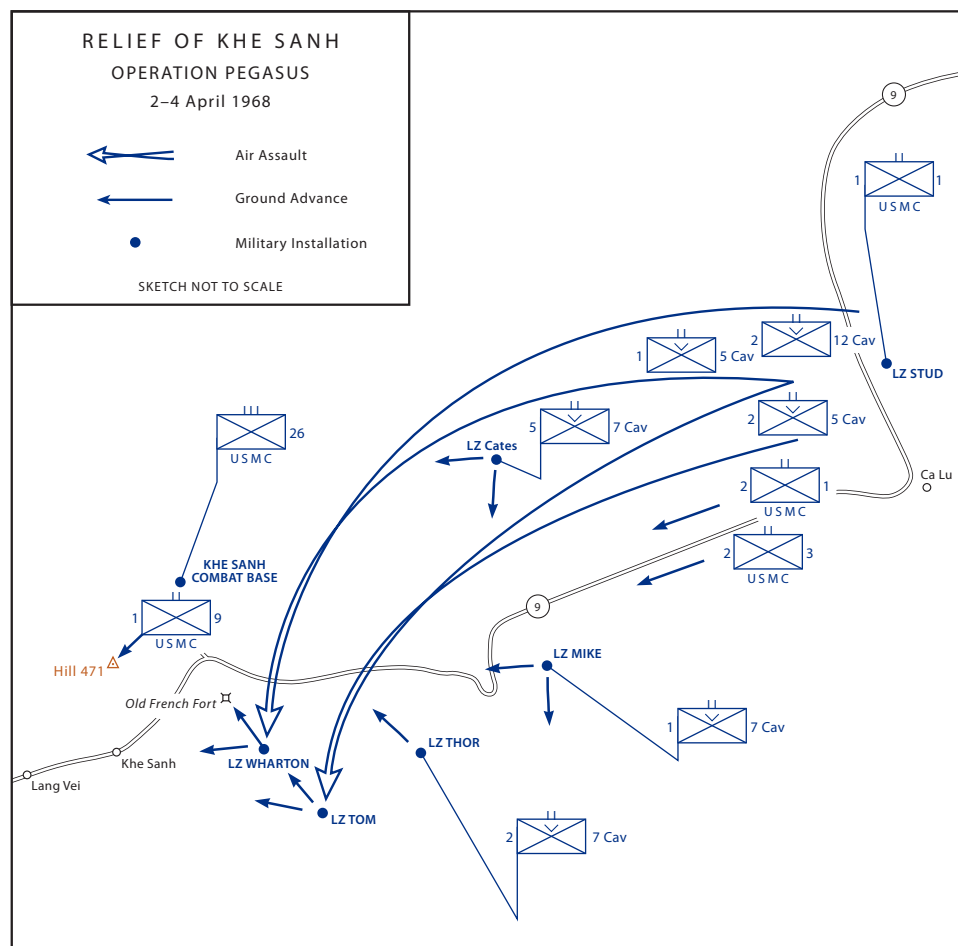 RELIEF OF KHE SANH
OPERATION PEGASUS
2–4 April 1968
Air Assault
Ground Advance
Military Installation
SKETCH NOT TO SCALE
9
1 1
USMC
2 12 Cav
1 5 Cav
LZ STUD
2 5 Cav
5 7 Cav
26
USMC
LZ Cates
Ca Lu
2 1
USMC
2 3
USMC
KHE SANH
COMBAT BASE
1 9
USMC
9
Hill 471
LZ MIKE
Old French Fort
1 7 Cav
LZ THOR
Khe Sanh
LZ WHARTON
Lang Vei
LZ TOM
2 7 Cav